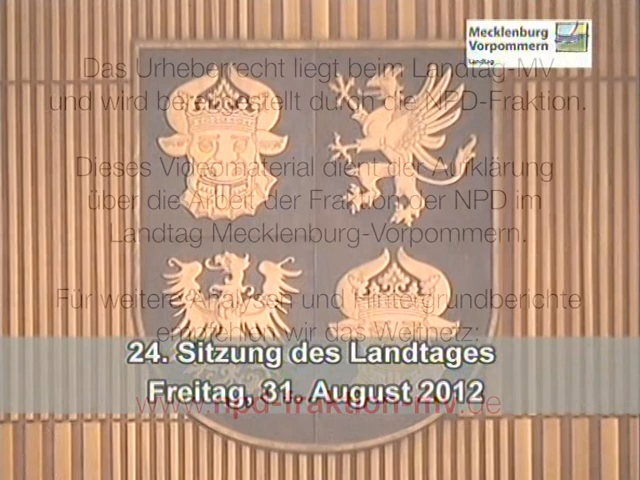 Mecklenburg
Vorpommern
Landtag
Das Urheberrecht liegt beim Landtag-MV
und wird bereitgestellt durch die NPD-Fraktion.
Dieses Videomaterial dient der Aufklärung
über die Arbeit der Fraktion der NPD im
Landtag Mecklenburg-Vorpommern.
Für weitere Analysen und Hintergrundberichte
empfehlen wir das Weltnetz:
24. Sitzung des Landtages
Freitag, 31. August 2012
www.npd-fraktion-mv.de